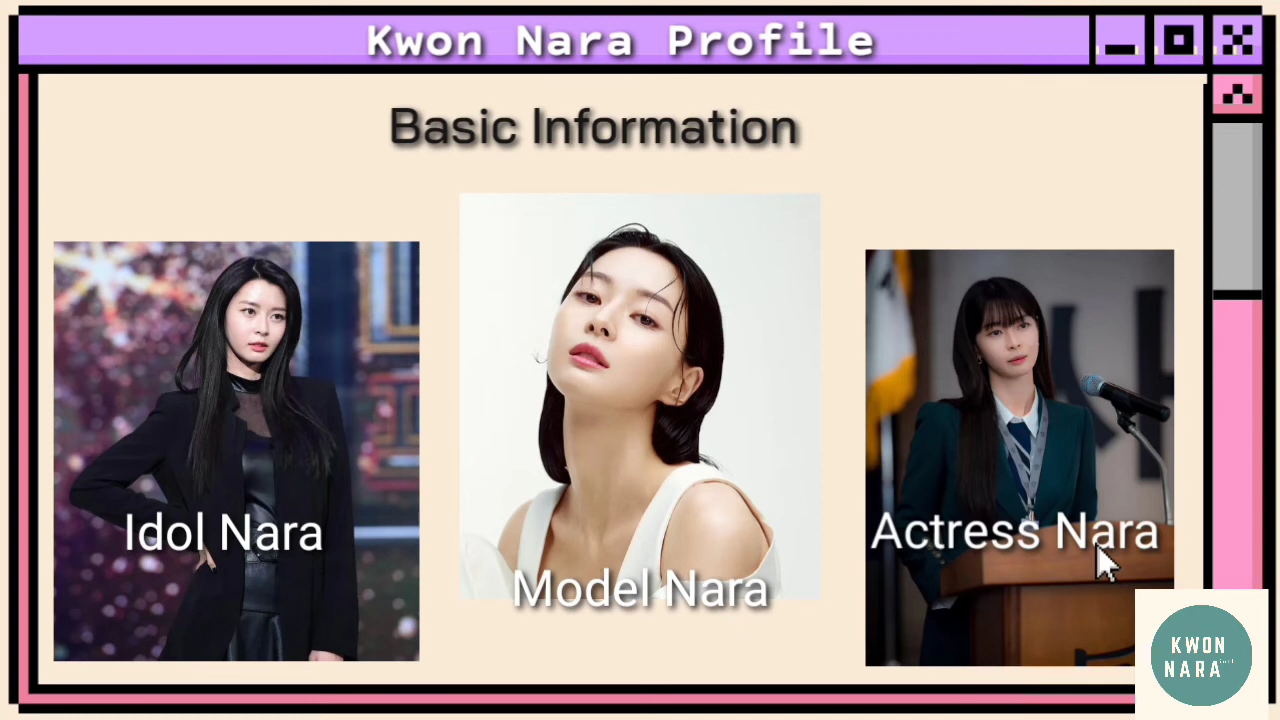 Kwon Nara Profile
Basic Information
Idol Nara
Model Nara
Actress Nara
KWON
NARA